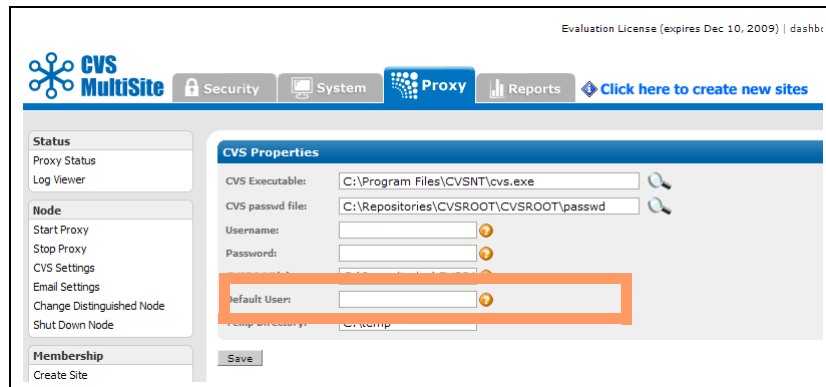 Evaluation License (expires Dec 10, 2009) | dashbo
CVS
MultiSite
Security
System
Proxy
Reports
Click here to create new sites
Status
Proxy Status
Log Viewer
Node
Start Proxy
Stop Proxy
CVS Settings
Email Settings
Change Distinguished Node
Shut Down Node
Membership
Create Site
CVS Properties
CVS Executable: C:\Program Files\CVSNT\cvs.exe
CVS passwd file: C:\Repositories\CVSROOT\CVSROOT\passwd
Username:
Password:
Default User:
Temp Directory: C:\temp
Save